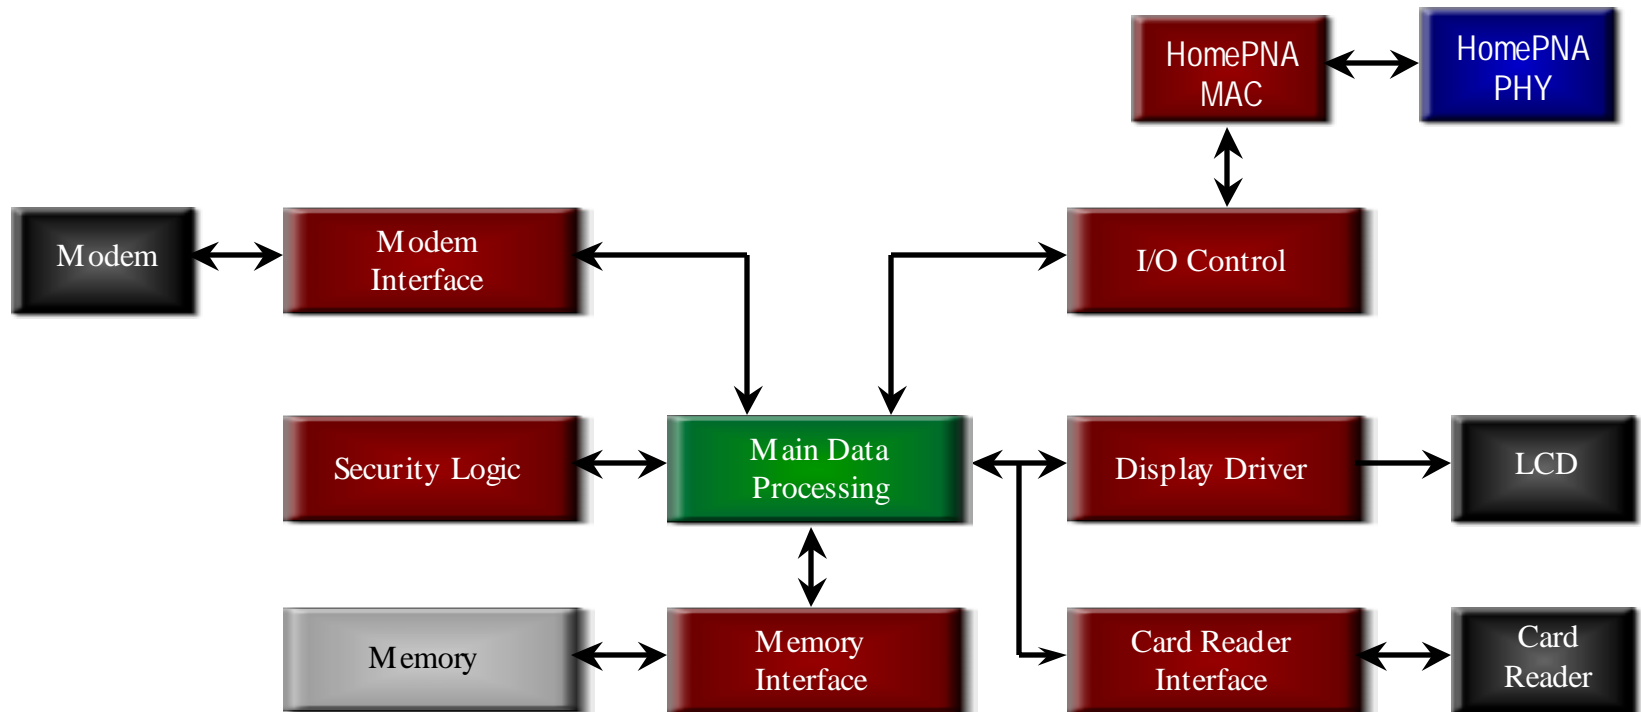 HomePNA
MAC
HomePNA
PHY
Modem
Modem
Interface
I/O Control
Security Logic
Main Data
Processing
Display Driver
LCD
Memory
Memory
Interface
Card Reader
Interface
Card
Reader